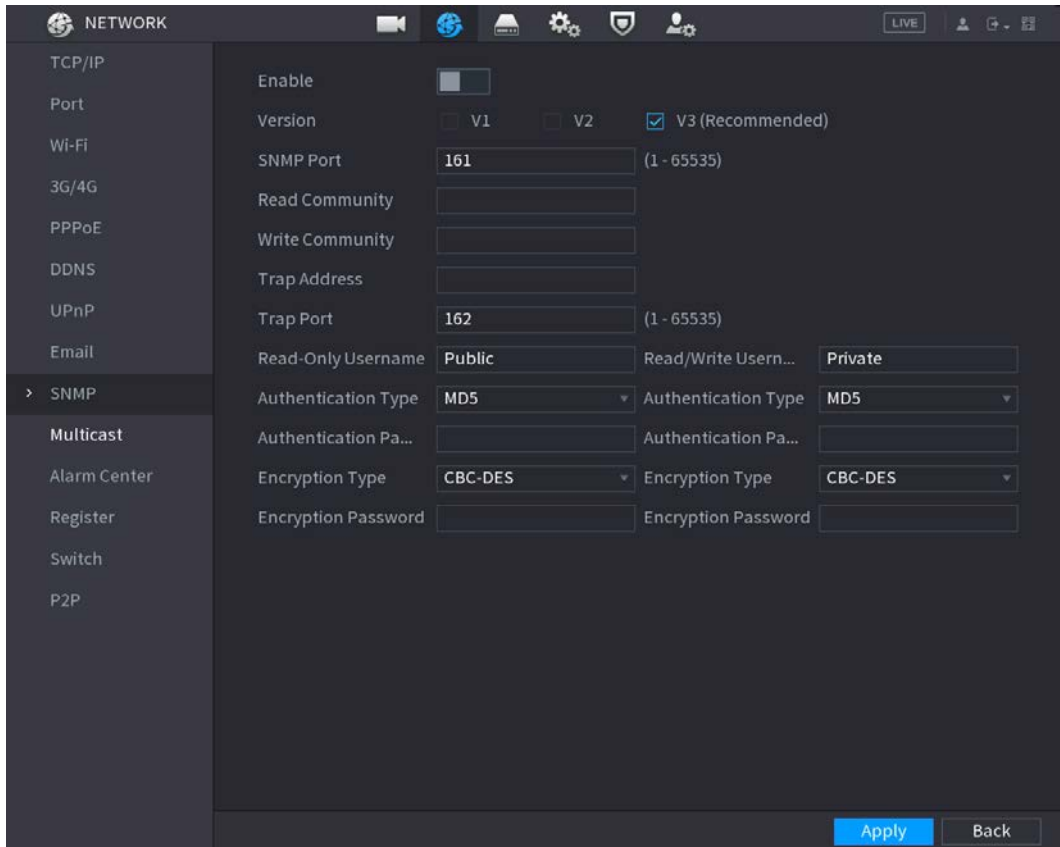 NETWORK
LIVE
TCP/IP
Port
Wi-Fi
3G/4G
PPPoE
DDNS
UPnP
Email
SNMP
Multicast
Alarm Center
Register
Switch
P2P
Enable
Version V1 V2 V3 (Recommended)
SNMP Port 161 (1 - 65535)
Read Community
Write Community
Trap Address
Trap Port 162 (1 - 65535)
Read-Only Username Public Read/Write Usern... Private
Authentication Type MD5 Authentication Type MD5
Authentication Pa... Authentication Pa...
Encryption Type CBC-DES Encryption Type CBC-DES
Encryption Password Encryption Password
Apply Back